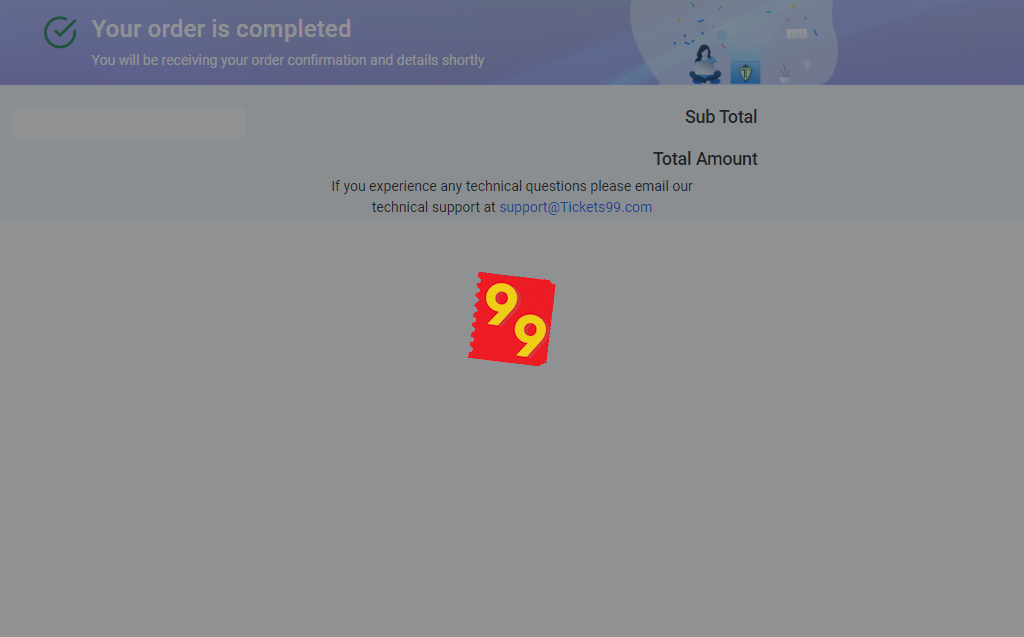 Your order is completed
You will be receiving your order confirmation and details shortly
Sub Total
Total Amount
If you experience any technical questions please email our
technical support at support@Tickets99.com
99